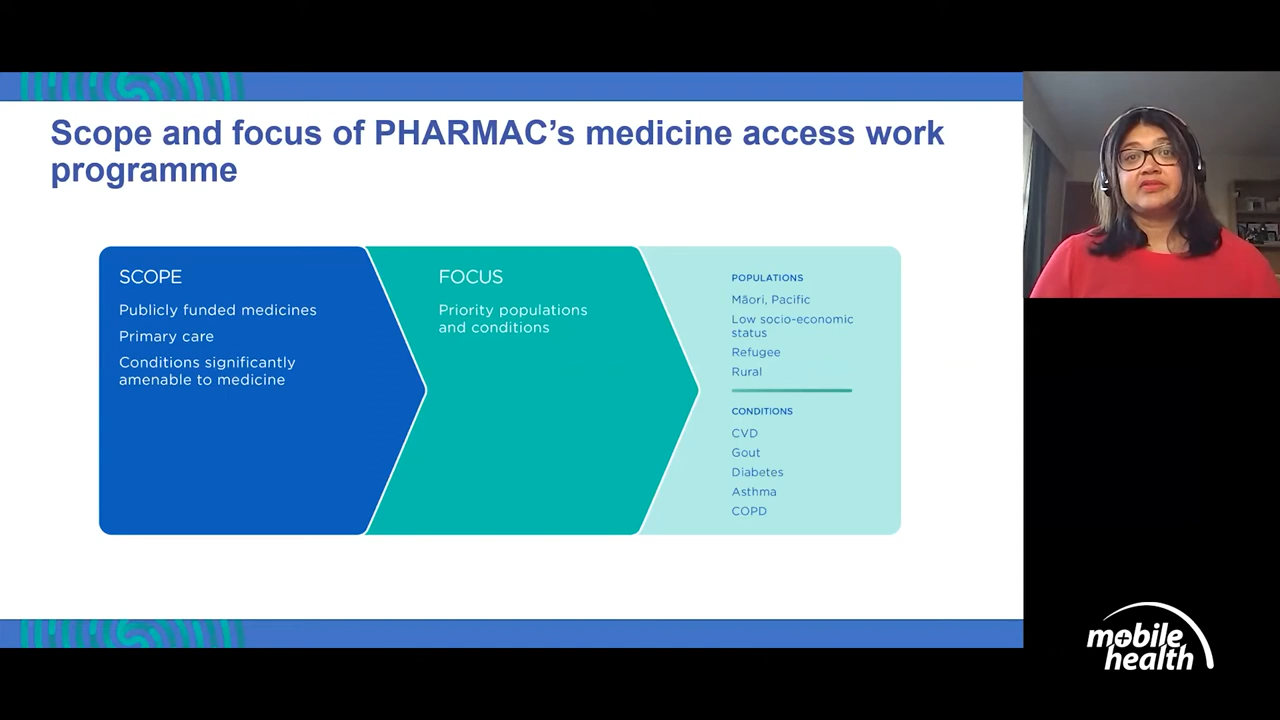 Scope and focus of PHARMAC’s medicine access work
programme
SCOPE
Publicly funded medicines
Primary care
Conditions significantly
amenable to medicine
FOCUS
Priority populations
and conditions
POPULATIONS
Māori, Pacific
Low socio-economic
status
Refugee
Rural
CONDITIONS
CVD
Gout
Diabetes
Asthma
COPD
mobile
health